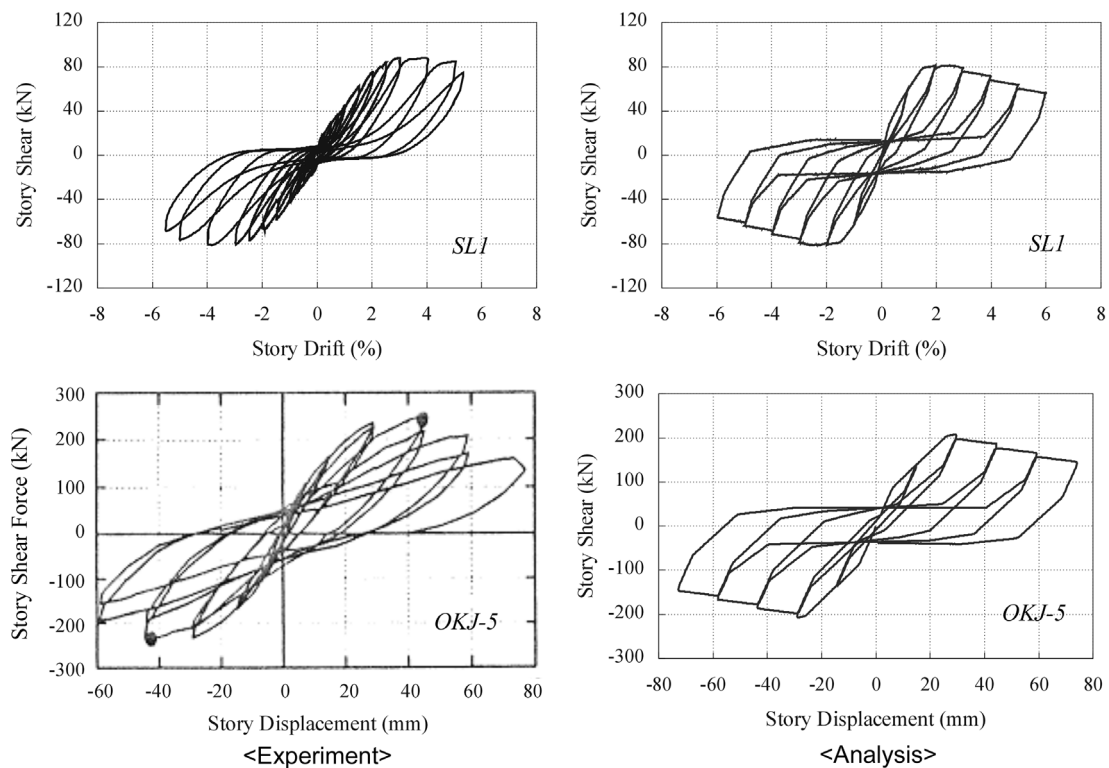 120
80
40
0
-40
-80
-120
Story Shear (kN)
SL1
-8 -6 -4 -2 0 2 4 6 8
Story Drift (%)
120
80
40
0
-40
-80
-120
Story Shear (kN)
SL1
-8 -6 -4 -2 0 2 4 6 8
Story Drift (%)
300
200
100
0
-100
-200
-300
Story Shear Force (kN)
OKJ-5
-60 -40 -20 0 20 40 60 80
Story Displacement (mm)
<Experiment>
300
200
100
0
-100
-200
-300
Story Shear (kN)
OKJ-5
-80 -60 -40 -20 0 20 40 60 80
Story Displacement (mm)
<Analysis>